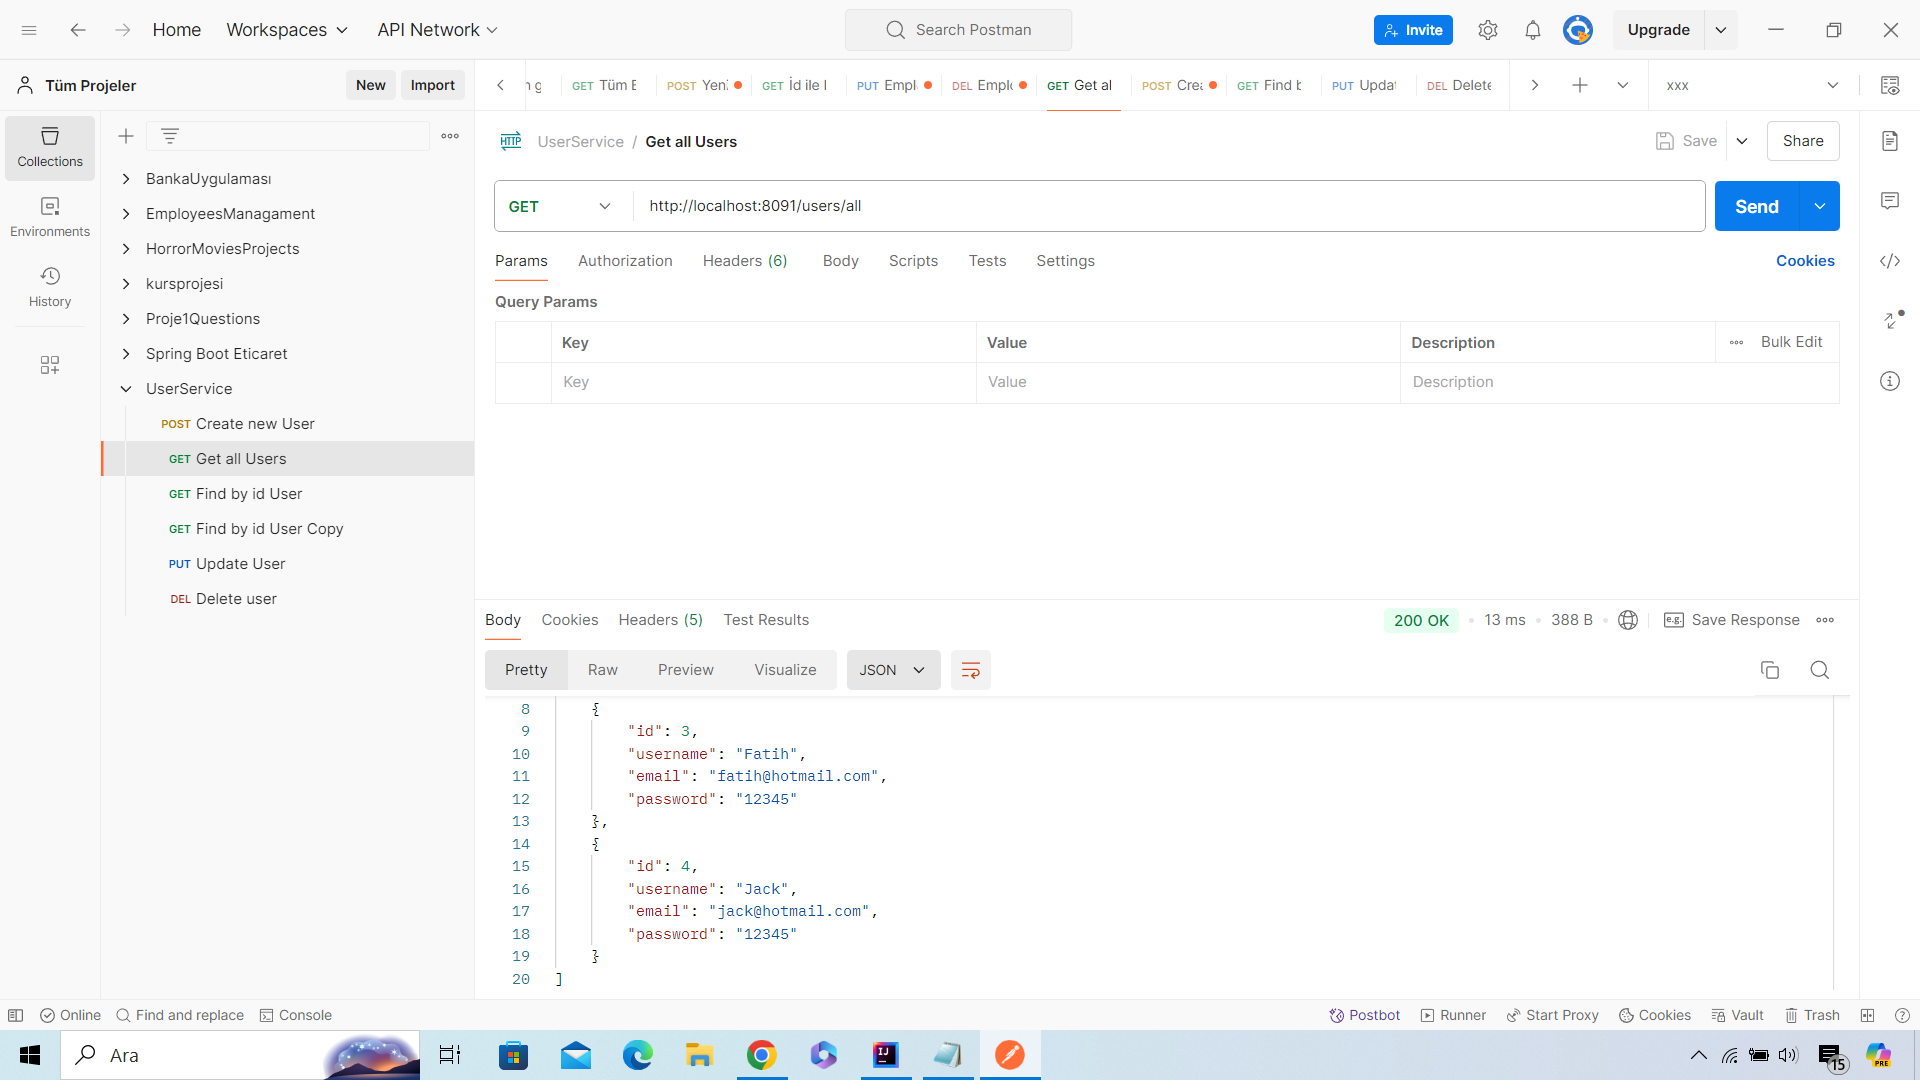 Home
Workspaces
API Network
Search Postman
Invite
Upgrade
Tüm Projeler
New
Import
GET Tüm E
POST Yeni
GET İd ile l
PUT Empl
DEL Emplo
GET Get al
POST Crea
GET Find b
PUT Updat
DEL Delete
xxx
Collections
Environments
History
BankaUygulaması
EmployeesManagament
HorrorMoviesProjects
kursprojesi
Proje1Questions
Spring Boot Eticaret
UserService
POST Create new User
GET Get all Users
GET Find by id User
GET Find by id User Copy
PUT Update User
DEL Delete user
HTTP UserService / Get all Users
Save
Share
GET
http://localhost:8091/users/all
Send
Params
Authorization
Headers (6)
Body
Scripts
Tests
Settings
Cookies
Query Params
Key
Value
Description
Bulk Edit
Key
Value
Description
Body
Cookies
Headers (5)
Test Results
200 OK
13 ms
388 B
e.g. Save Response
Pretty
Raw
Preview
Visualize
JSON
8 {
9 "id": 3,
10 "username": "Fatih",
11 "email": "fatih@hotmail.com",
12 "password": "12345"
13 },
14 {
15 "id": 4,
16 "username": "Jack",
17 "email": "jack@hotmail.com",
18 "password": "12345"
19 }
20 ]
Online
Find and replace
Console
Postbot
Runner
Start Proxy
Cookies
Vault
Trash
Ara
IJ
15
PRE